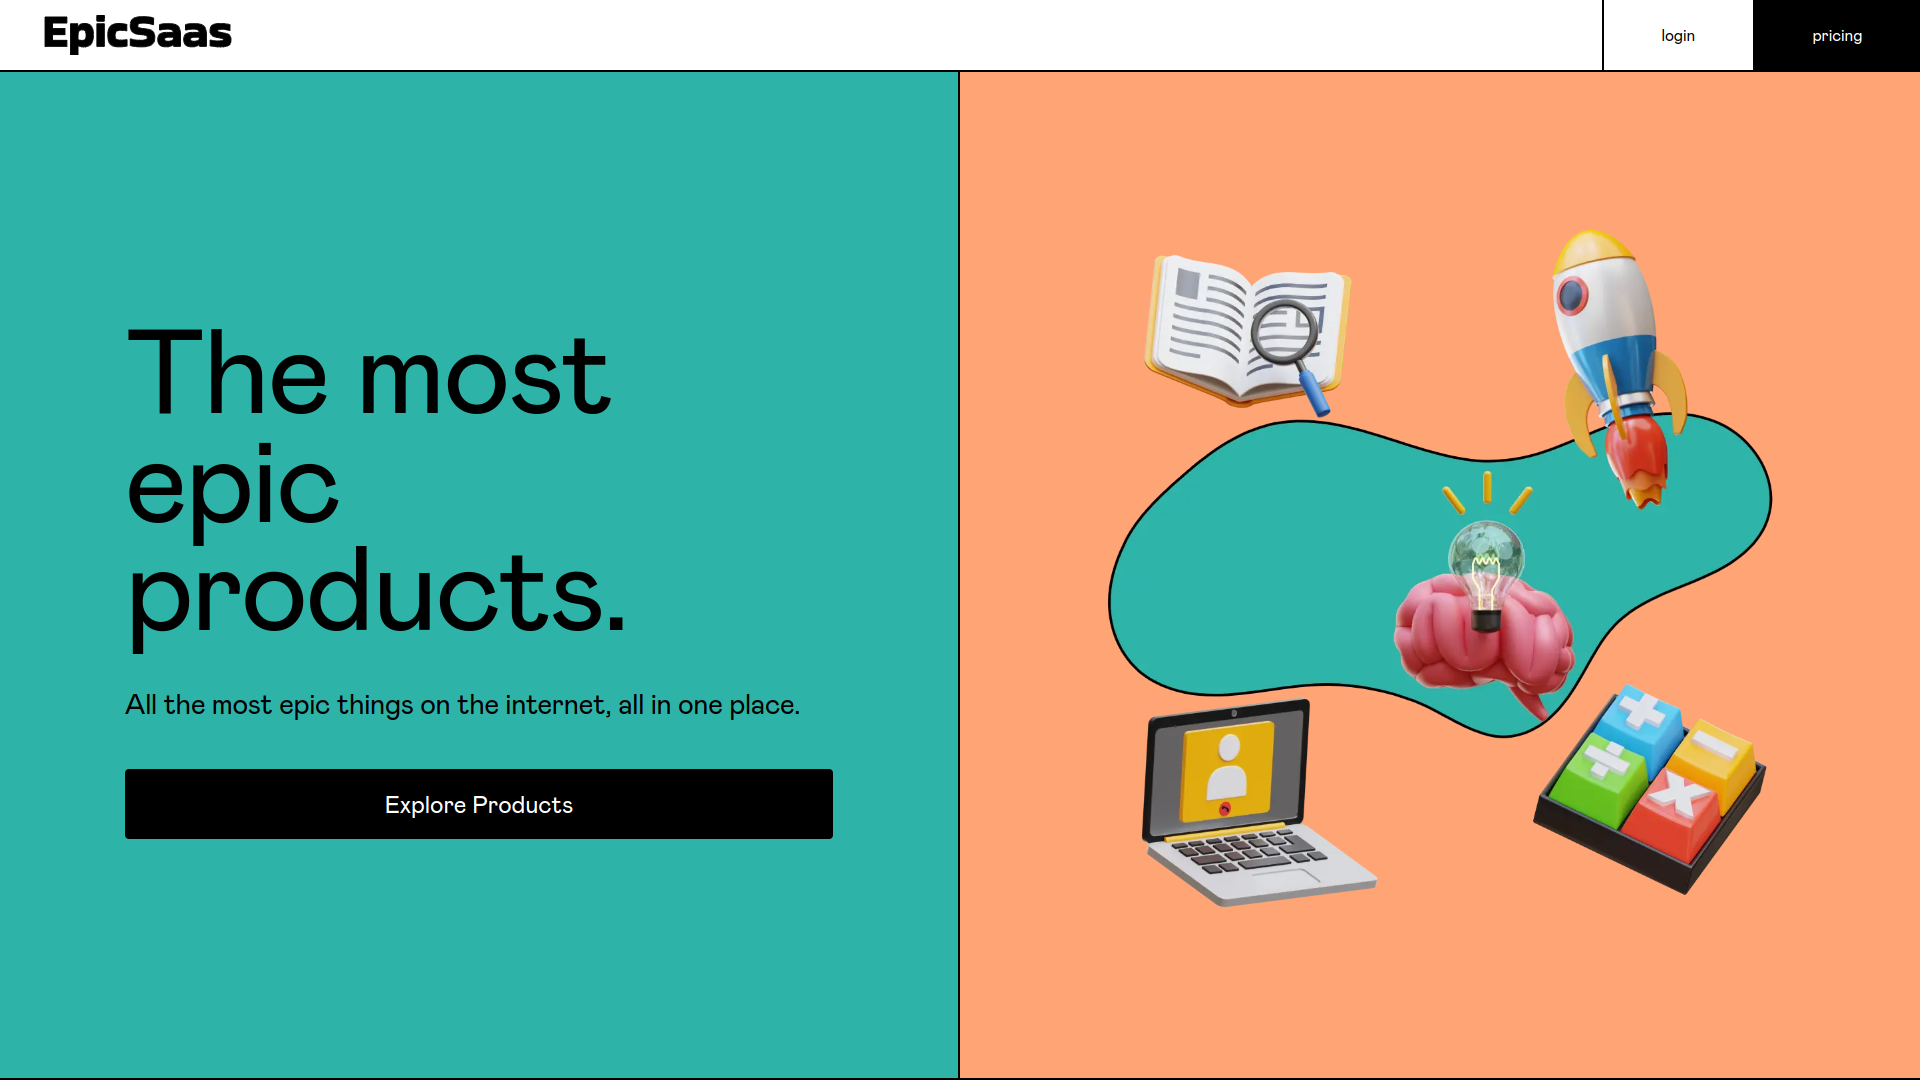 EpicSaas
login
pricing
The most
epic
products.
All the most epic things on the internet, all in one place.
Explore Products